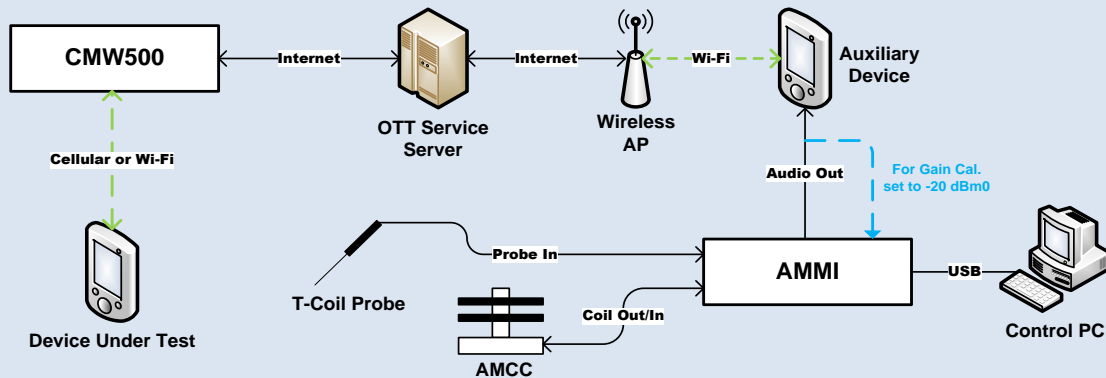 CMW500
Internet
Internet
Wi-Fi
Auxiliary
Device
OTT Service
Server
Wireless
AP
Cellular or Wi-Fi
Audio Out
For Gain Cal.
set to -20 dBm0
Probe In
AMMI
USB
T-Coil Probe
Coil Out/In
Device Under Test
Control PC
AMCC